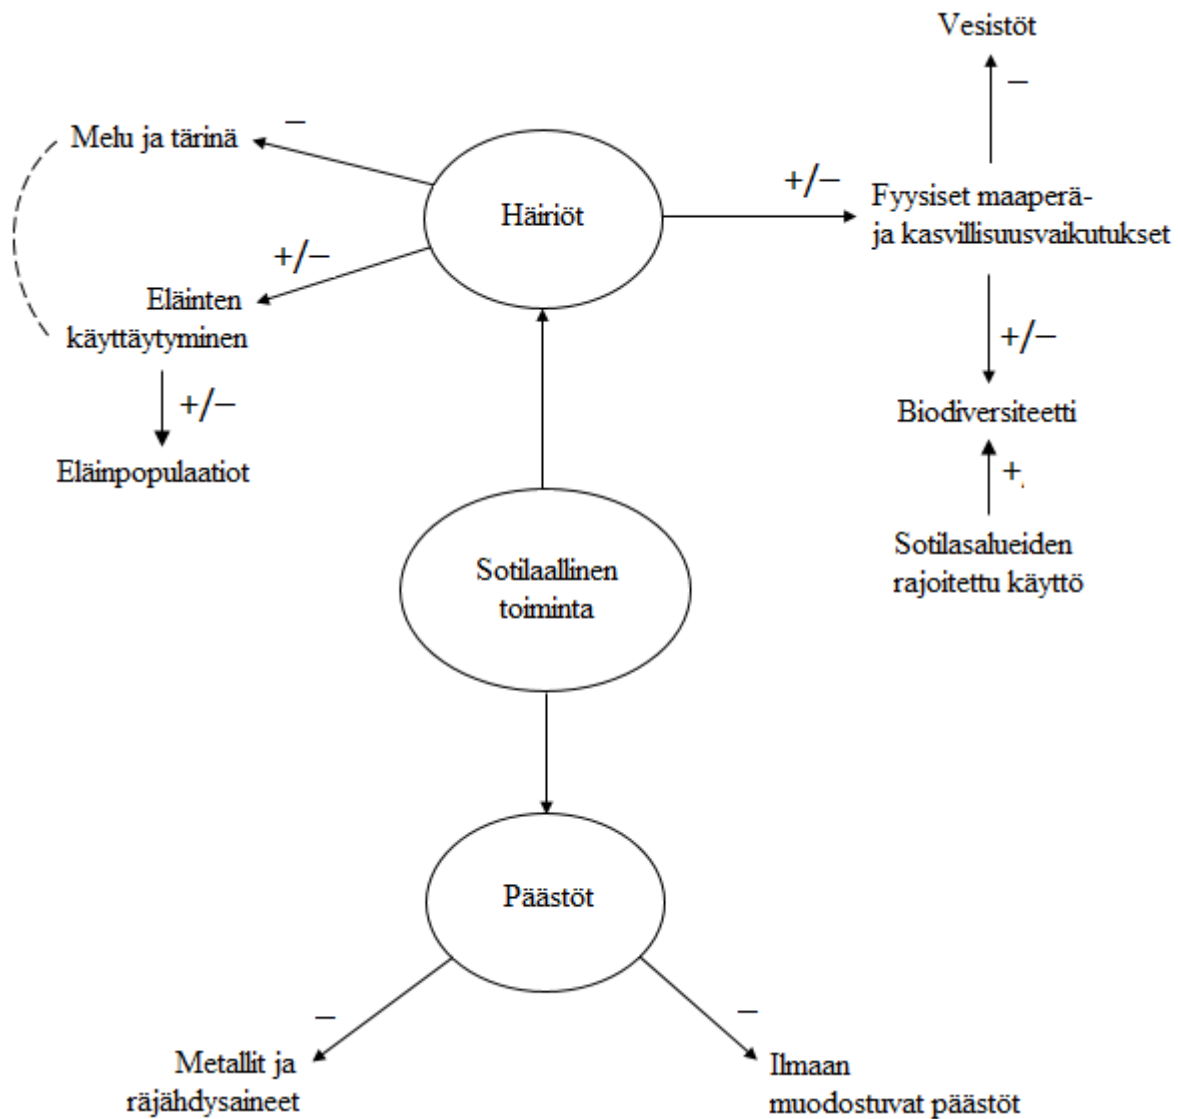 Vesistöt
–
Melu ja tärinä
–
Häiriöt
+/–
Fyysiset maaperä-
ja kasvillisuusvaikutukset
+/–
Eläinten
käyttäytyminen
+/–
+/–
Biodiversiteetti
Eläinpopulaatiot
+
Sotilasalueiden
rajoitettu käyttö
Sotilaallinen
toiminta
Päästöt
–
–
Metallit ja
räjähdysaineet
Ilmaan
muodostuvat päästöt